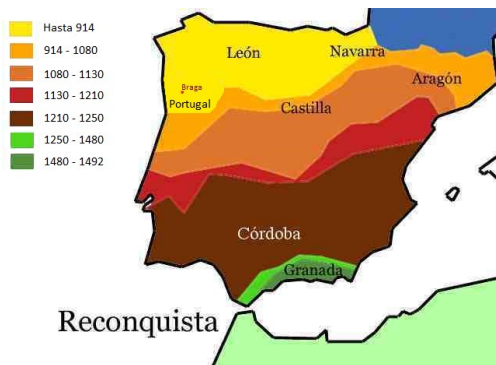 Hasta 914
914 - 1080
1080 - 1130
1130 - 1210
1210 - 1250
1250 - 1480
1480 - 1492
León
Navarra
Aragón
Braga
Portugal
Castilla
Córdoba
Granada
Reconquista